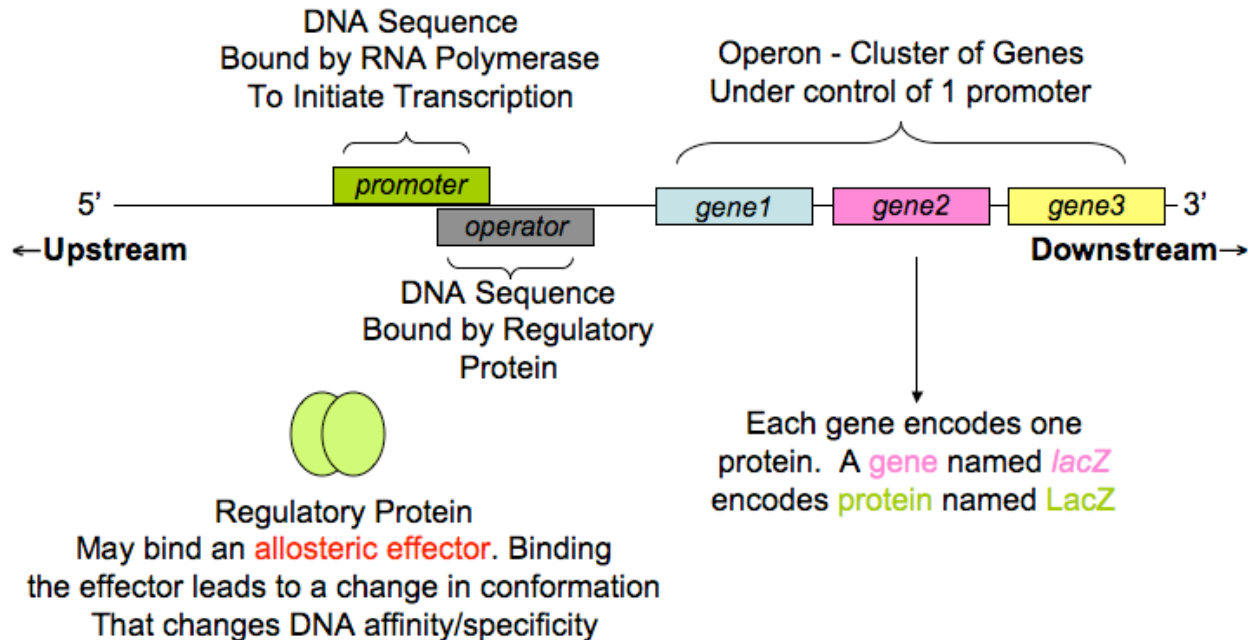 DNA Sequence
Bound by RNA Polymerase
To Initiate Transcription
Operon - Cluster of Genes
Under control of 1 promoter
promoter
5’
operator
gene1
gene2
gene3
3’
←Upstream
Downstream→
DNA Sequence
Bound by Regulatory
Protein
Each gene encodes one
protein. A gene named lacZ
encodes protein named LacZ
Regulatory Protein
May bind an allosteric effector. Binding
the effector leads to a change in conformation
That changes DNA affinity/specificity